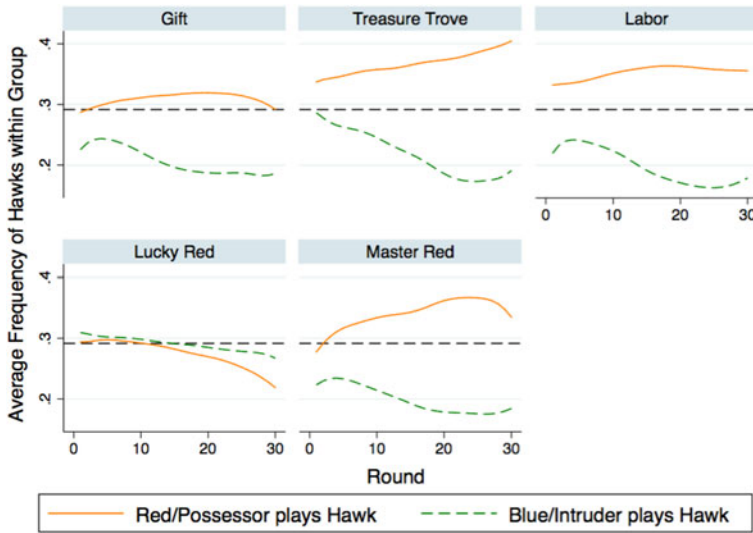 Gift
Treasure Trove
Labor
.4
.3
.2
0 10 20 30
Lucky Red
Master Red
.4
.3
.2
0 10 20 30
0 10 20 30
Average Frequency of Hawks within Group
Round
Red/Possessor plays Hawk
Blue/Intruder plays Hawk